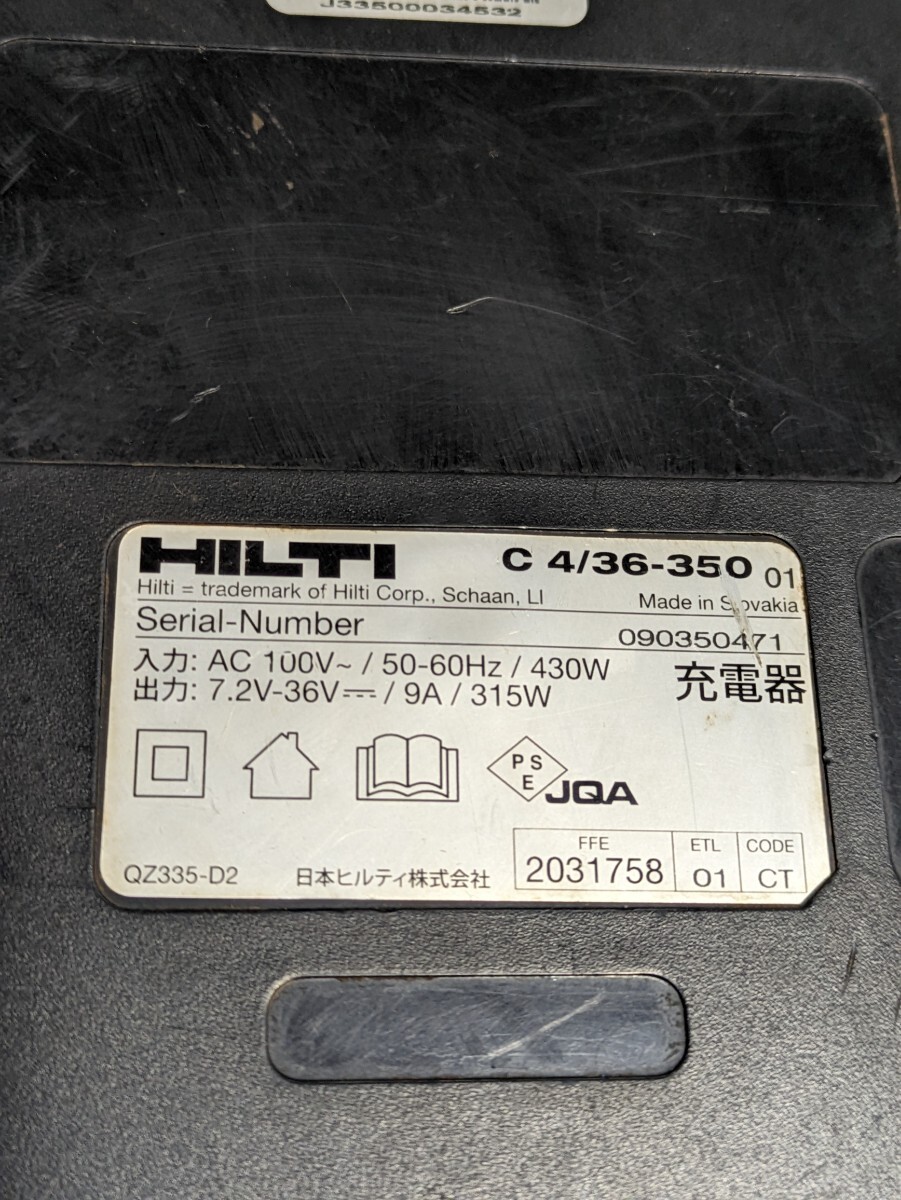 J33500034532
HILTI C 4/36-350 01
Hilti = trademark of Hilti Corp., Schaan, LI Made in Slovakia
Serial-Number 090350471
入力: AC 100V~ / 50-60Hz / 430W
出力: 7.2V-36V⎓ / 9A / 315W 充電器
PS
E
JQA
FFE ETL CODE
2031758 01 CT
QZ335-D2 日本ヒルティ株式会社